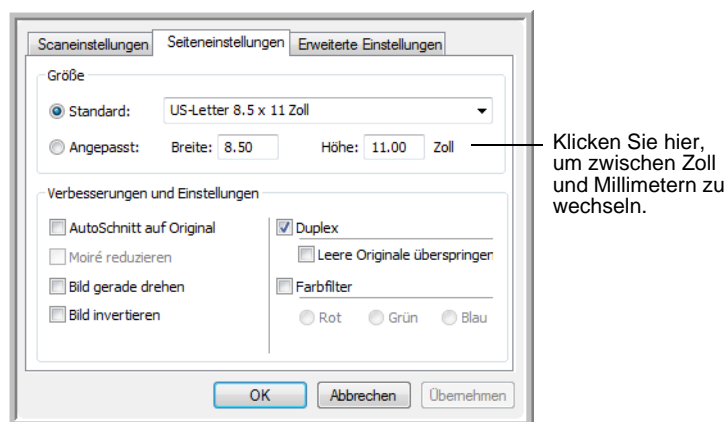 Scaneinstellungen Seiteneinstellungen Erweiterte Einstellungen
Größe
Standard: US-Letter 8.5 x 11 Zoll
Angepasst: Breite: 8.50 Höhe: 11.00 Zoll
Klicken Sie hier,
um zwischen Zoll
und Millimetern zu
wechseln.
Verbesserungen und Einstellungen
AutoSchnitt auf Original Duplex
Moiré reduzieren Leere Originale überspringen
Bild gerade drehen Farbfilter
Bild invertieren Rot Grün Blau
OK Abbrechen Übernehmen